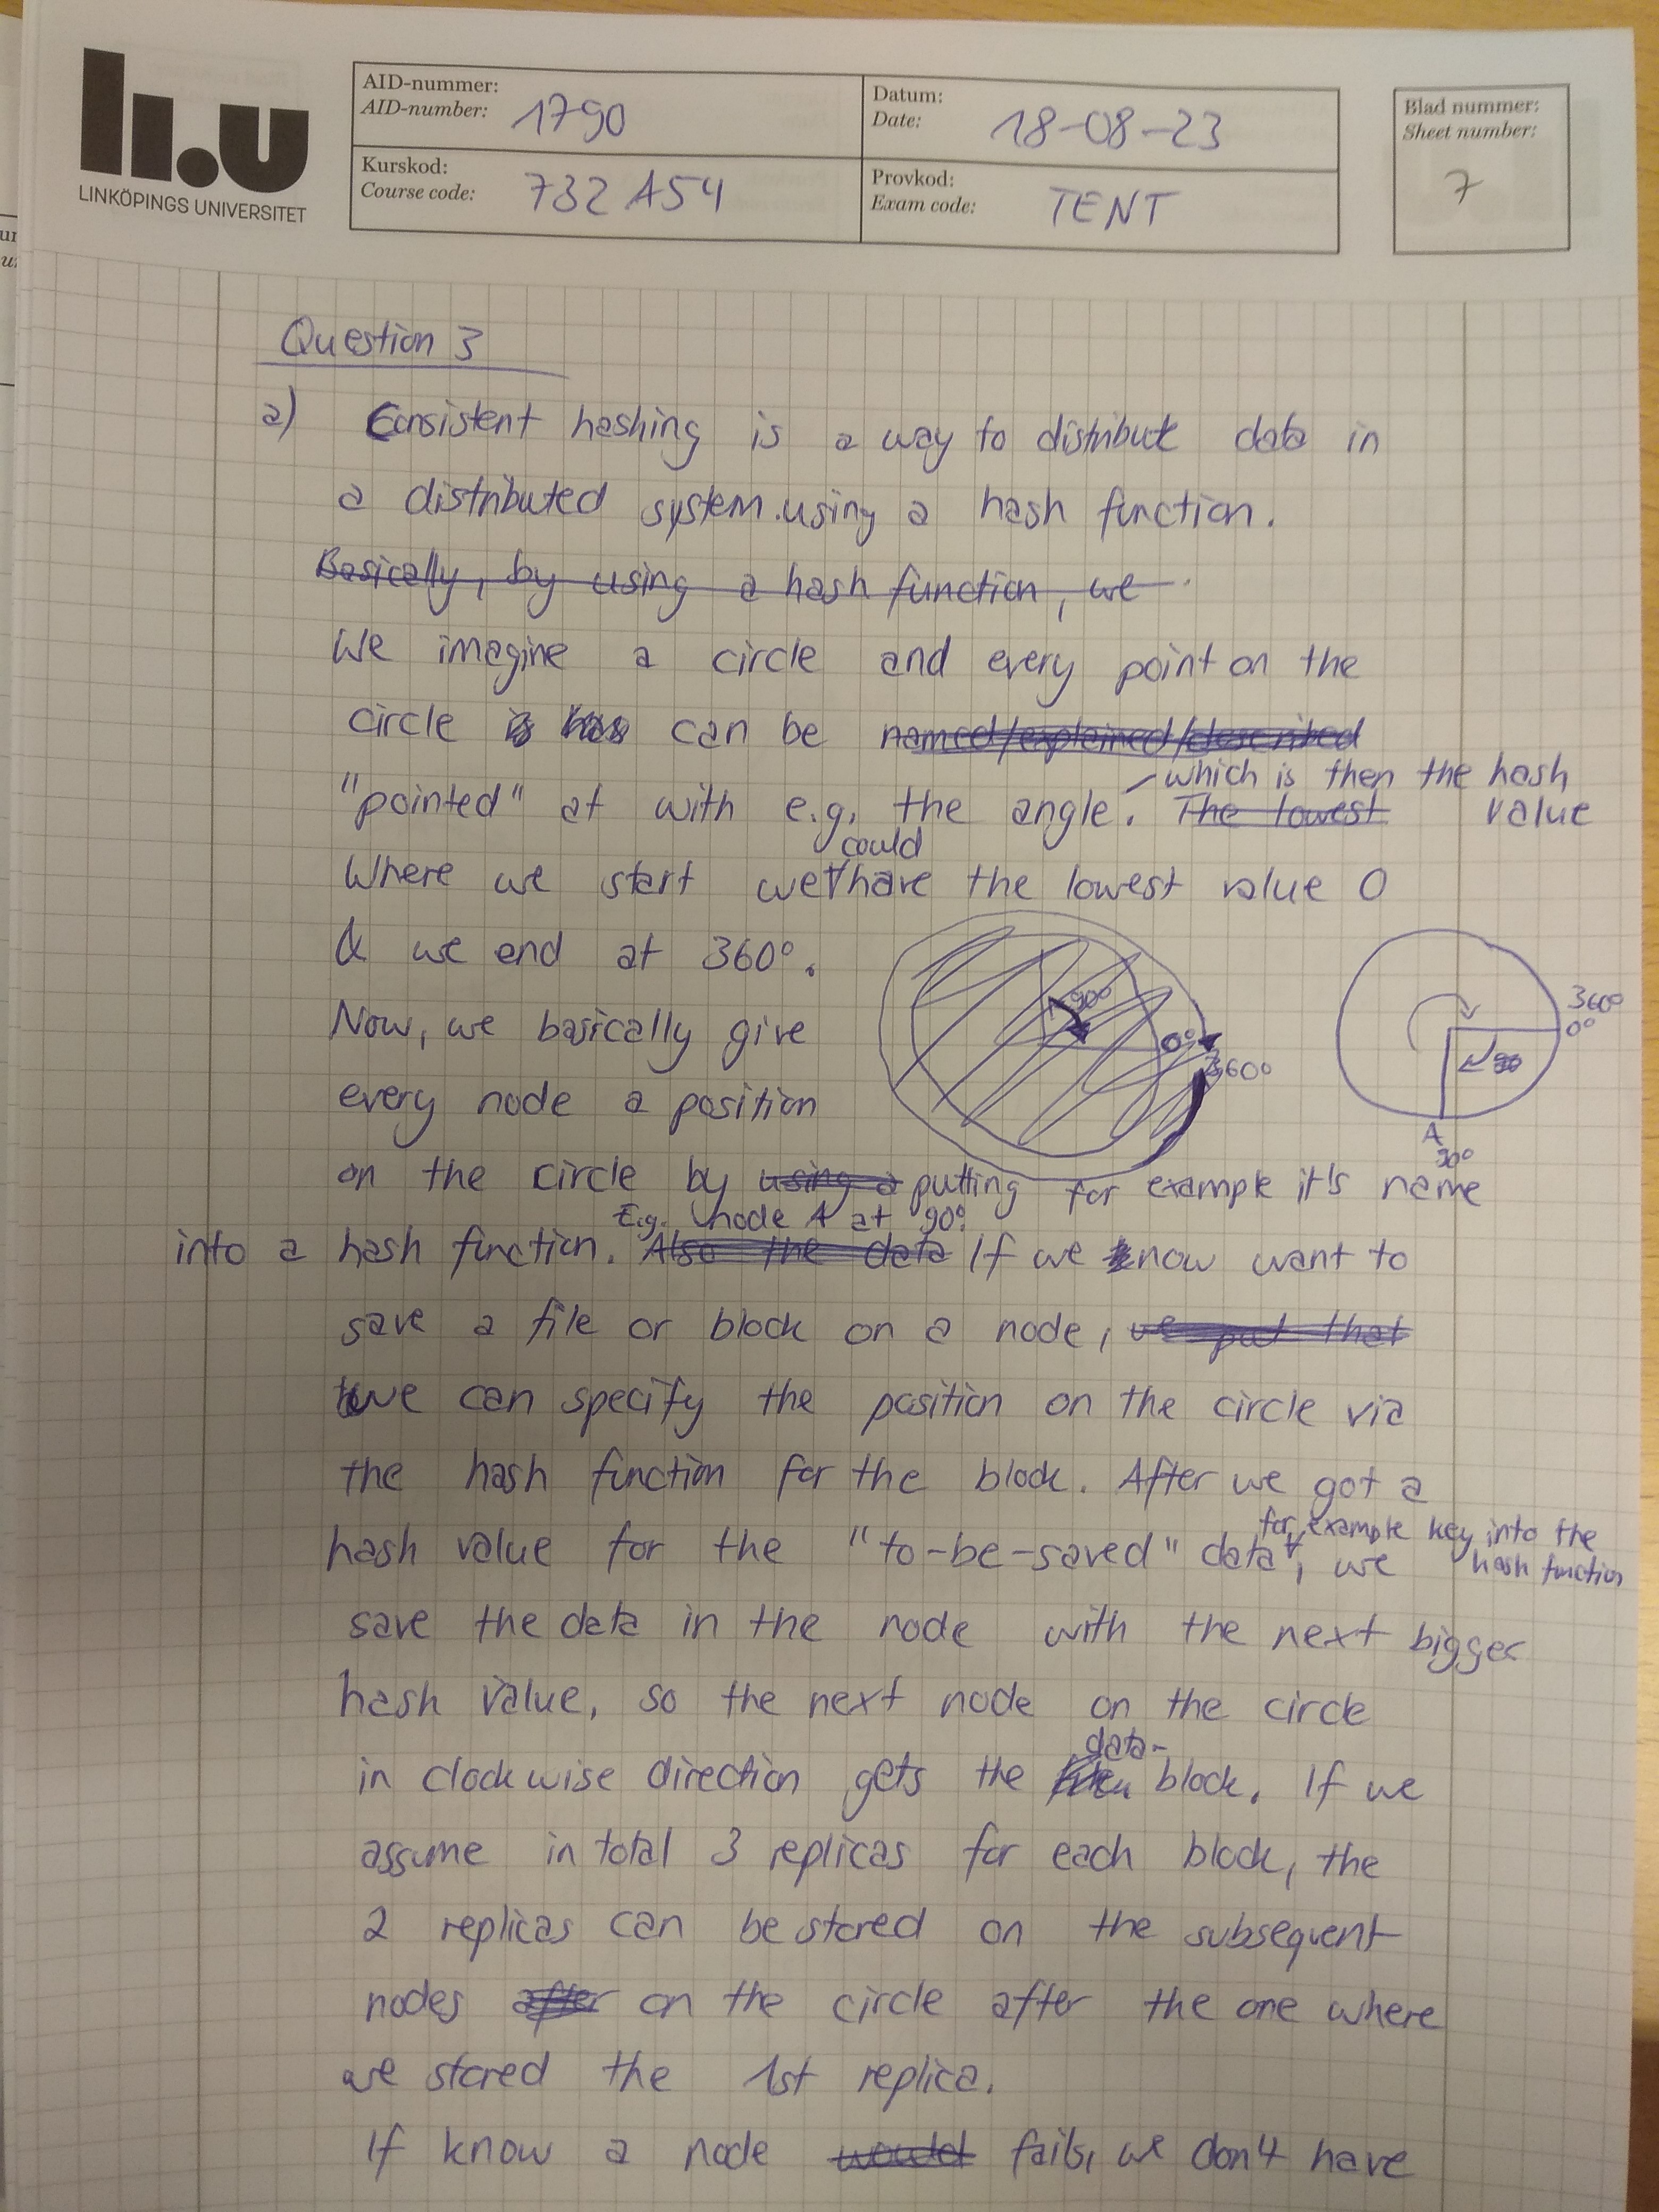 li.u
LINKÖPINGS UNIVERSITET
AID-nummer:
AID-number: 1790
Datum:
Date: 18-08-23
Kurskod:
Course code: 732A54
Provkod:
Exam code: TENT
Blad nummer:
Sheet number:
7
Question 3
a) Consistent hashing is a way to distribute data in
a distributed system using a hash function.
Basically, by using a hash function, we
We imagine a circle and every point on the
circle is has can be named/explained/described
which is then the hash
"pointed" at with e.g. the angle. The lowest value
could
Where we start we have the lowest value 0
& we end at 360°.
90°
0°
360°
360°
0°
90
A
90°
Now, we basically give
every node a position
on the circle by using a putting for example it's name
E.g. node A at 90°
into a hash function. Also the data If we now want to
save a file or block on a node, we put that
we can specify the position on the circle via
the hash function for the block. After we got a
for example key into the
hash value for the "to-be-saved" data, we hash function
save the data in the node with the next bigger
hash value, so the next node on the circle
data-
in clockwise direction gets the block. If we
assume in total 3 replicas for each block, the
2 replicas can be stored on the subsequent
nodes after on the circle after the one where
we stored the 1st replica.
If know a node would fails, we don't have